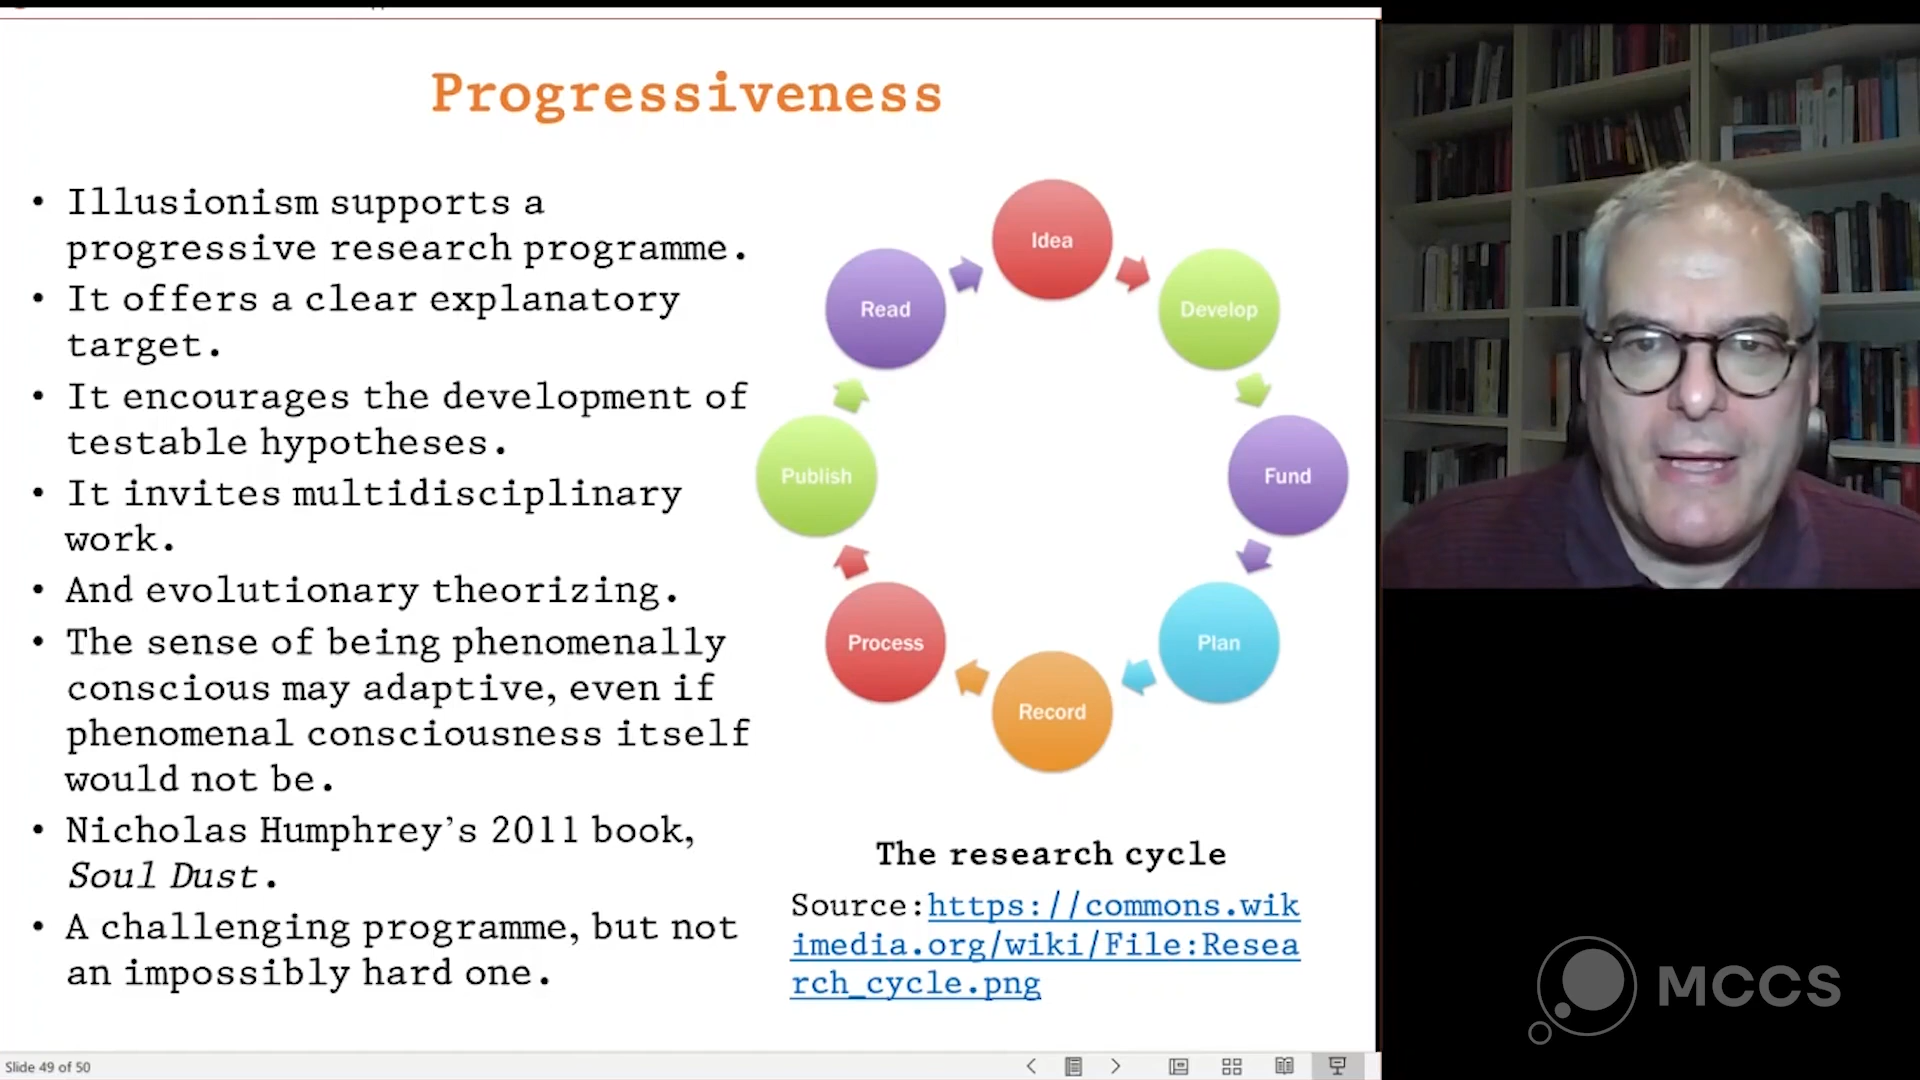 Progressiveness
• Illusionism supports a
progressive research programme.
• It offers a clear explanatory
target.
• It encourages the development of
testable hypotheses.
• It invites multidisciplinary
work.
• And evolutionary theorizing.
• The sense of being phenomenally
conscious may adaptive, even if
phenomenal consciousness itself
would not be.
• Nicholas Humphrey’s 2011 book,
Soul Dust.
• A challenging programme, but not
an impossibly hard one.
Idea
Develop
Fund
Plan
Record
Process
Publish
Read
The research cycle
Source:https://commons.wik
imedia.org/wiki/File:Resea
rch_cycle.png
MCCS
Slide 49 of 50